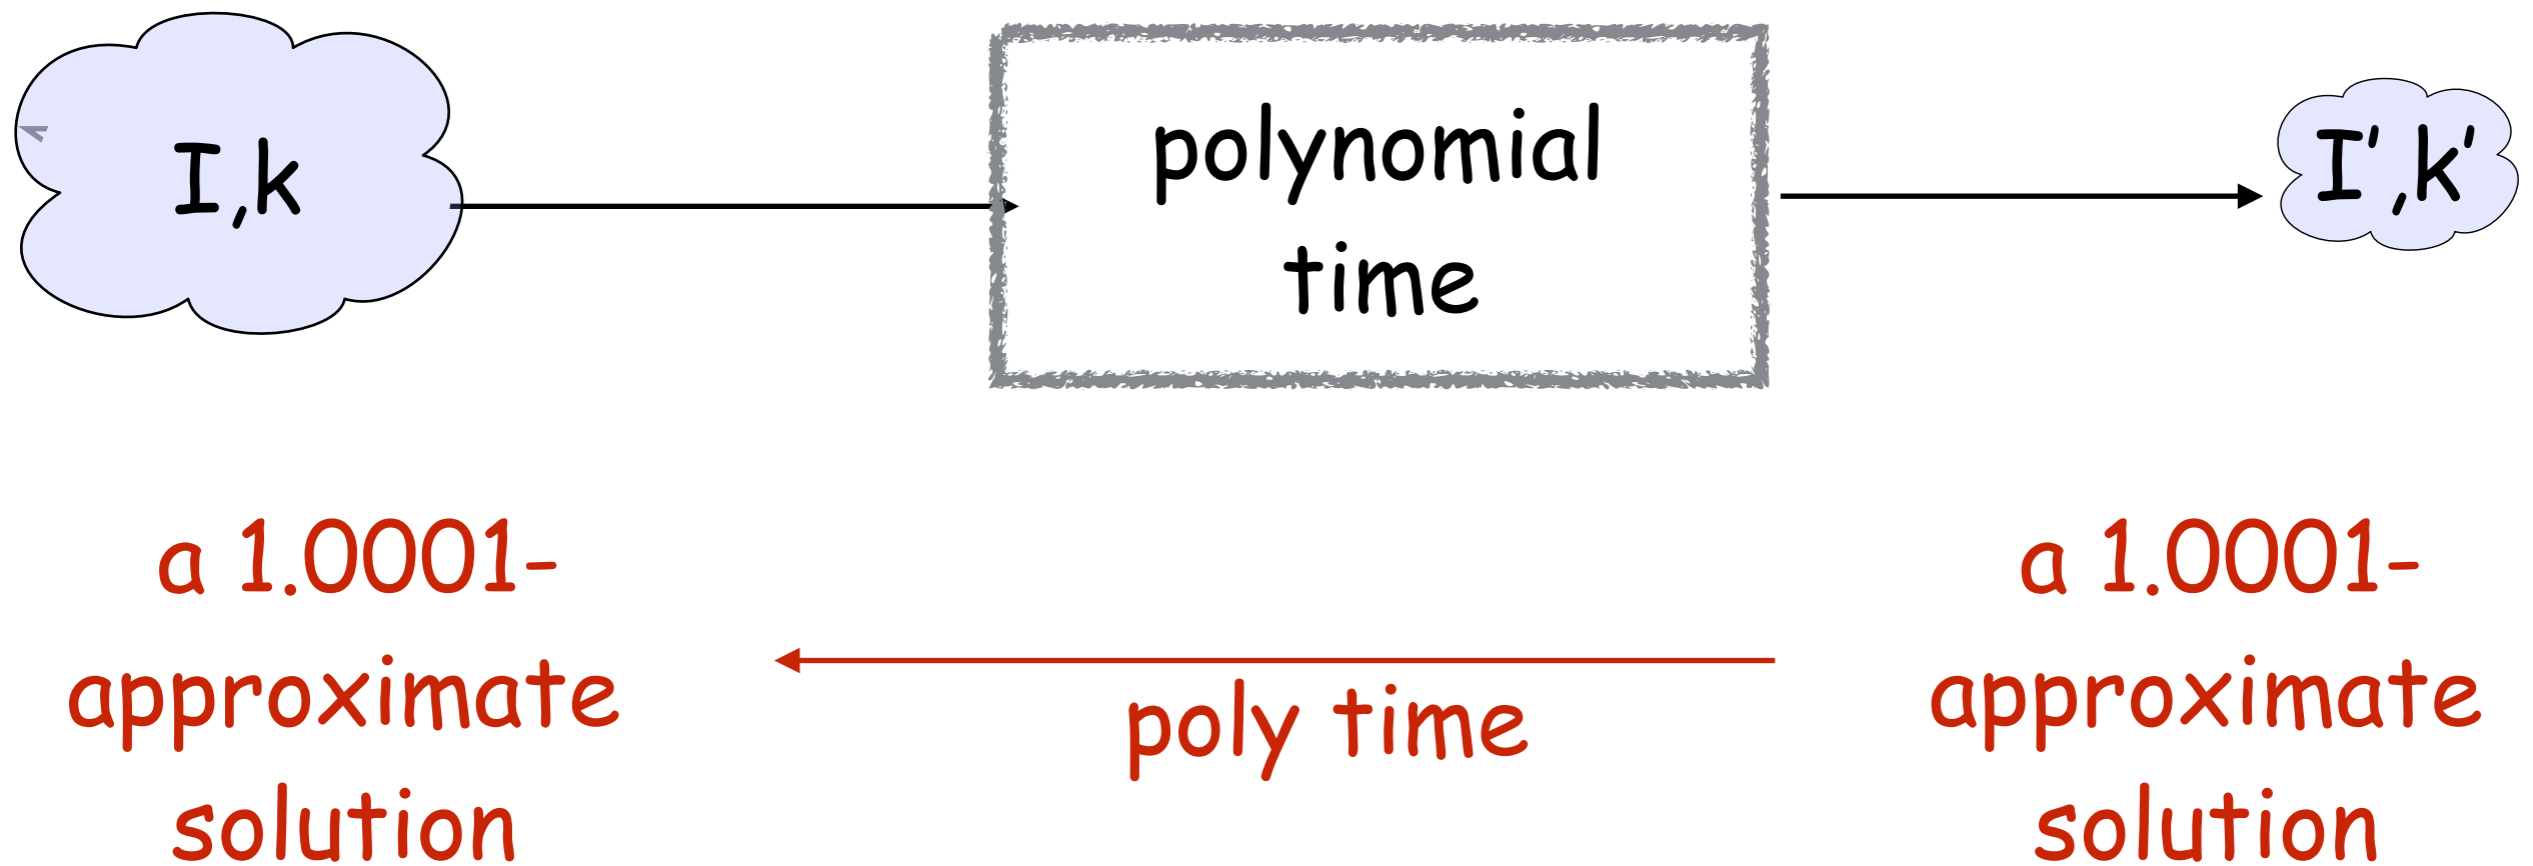 I,k
polynomial
time
I',k'
a 1.0001-
approximate
solution
poly time
a 1.0001-
approximate
solution